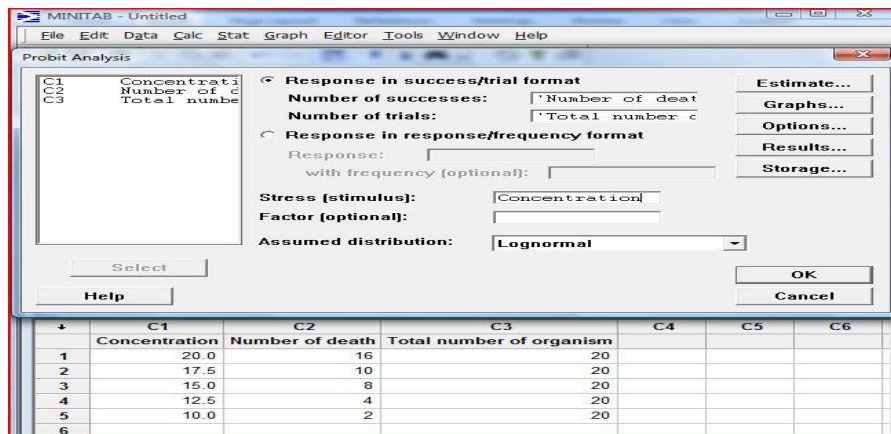 MINITAB - Untitled
File Edit Data Calc Stat Graph Editor Tools Window Help
Probit Analysis
C1 Concentrati
C2 Number of d
C3 Total numbe
Response in success/trial format
Number of successes: 'Number of deat
Number of trials: 'Total number o
Response in response/frequency format
Response:
with frequency (optional):
Stress (stimulus): Concentration
Factor (optional):
Assumed distribution: Lognormal
Estimate...
Graphs...
Options...
Results...
Storage...
Select
Help
OK
Cancel
C1 C2 C3 C4 C5 C6
Concentration Number of death Total number of organism
1 20.0 16 20
2 17.5 10 20
3 15.0 8 20
4 12.5 4 20
5 10.0 2 20
6